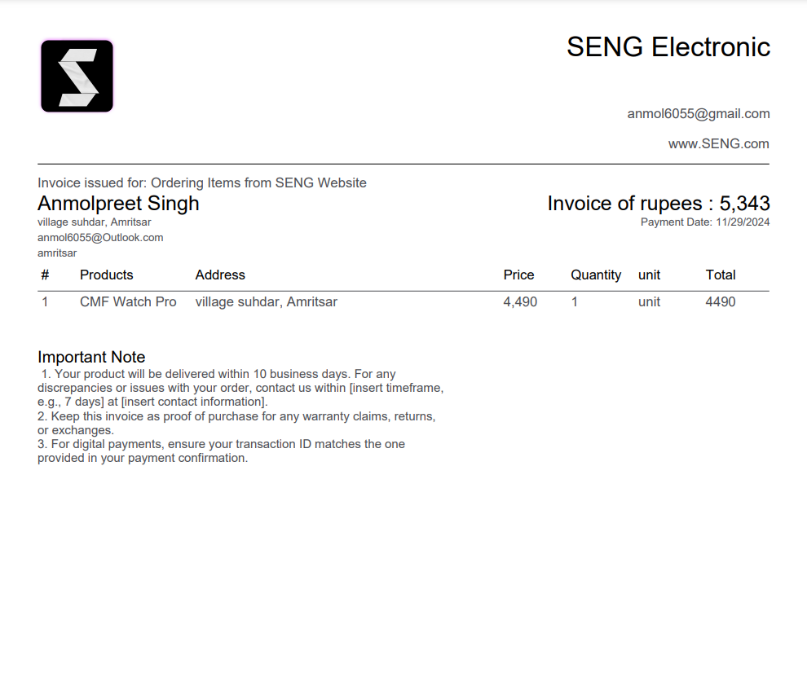 SENG Electronic
anmol6055@gmail.com
www.SENG.com
Invoice issued for: Ordering Items from SENG Website
Anmolpreet Singh
Invoice of rupees : 5,343
village suhdar, Amritsar
Payment Date: 11/29/2024
anmol6055@Outlook.com
amritsar
# Products Address Price Quantity unit Total
1 CMF Watch Pro village suhdar, Amritsar 4,490 1 unit 4490
Important Note
1. Your product will be delivered within 10 business days. For any
discrepancies or issues with your order, contact us within [insert timeframe,
e.g., 7 days] at [insert contact information].
2. Keep this invoice as proof of purchase for any warranty claims, returns,
or exchanges.
3. For digital payments, ensure your transaction ID matches the one
provided in your payment confirmation.